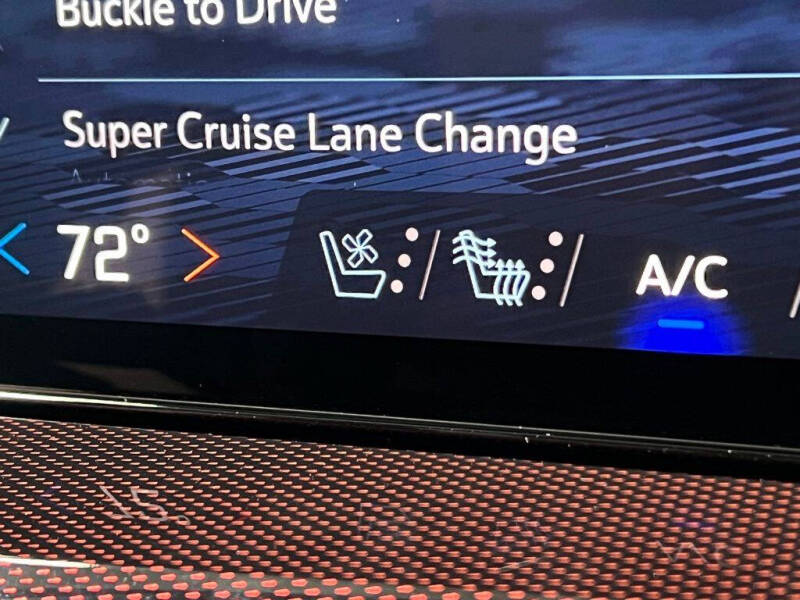 Buckle to Drive
Super Cruise Lane Change
72° A/C